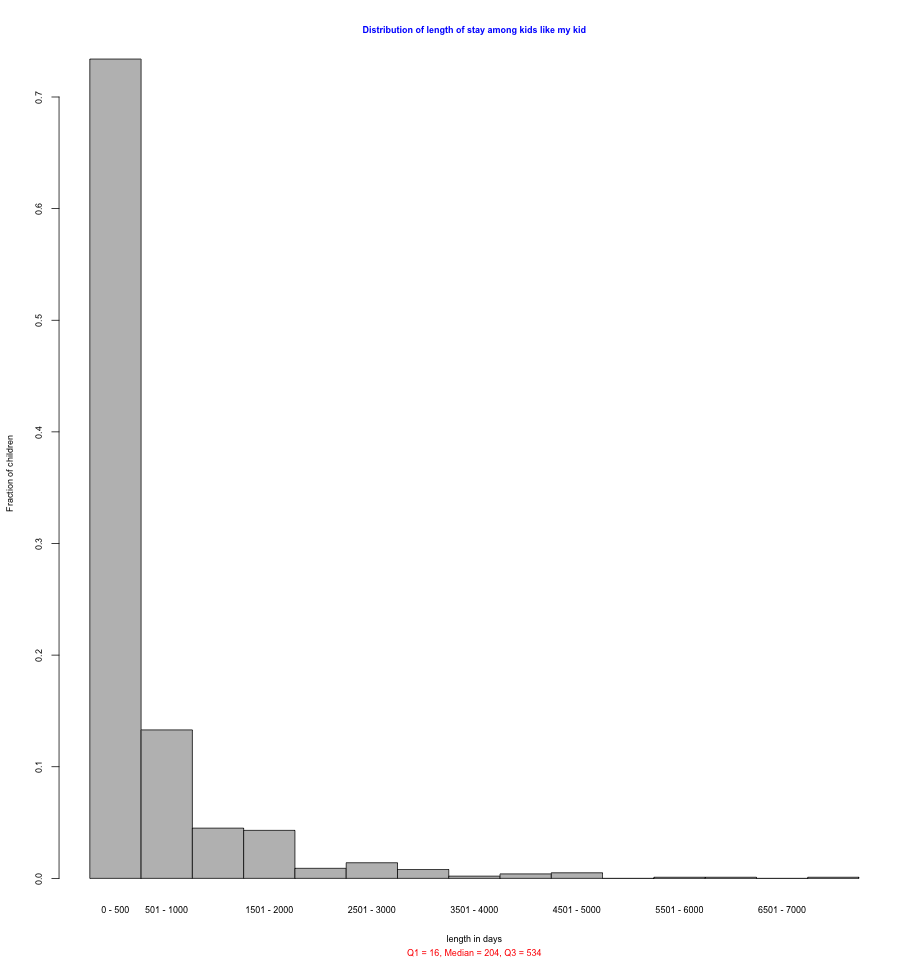 Distribution of length of stay among kids like my kid
Fraction of children
0.7
0.6
0.5
0.4
0.3
0.2
0.1
0.0
0 - 500 501 - 1000 1501 - 2000 2501 - 3000 3501 - 4000 4501 - 5000 5501 - 6000 6501 - 7000
length in days
Q1 = 16, Median = 204, Q3 = 534